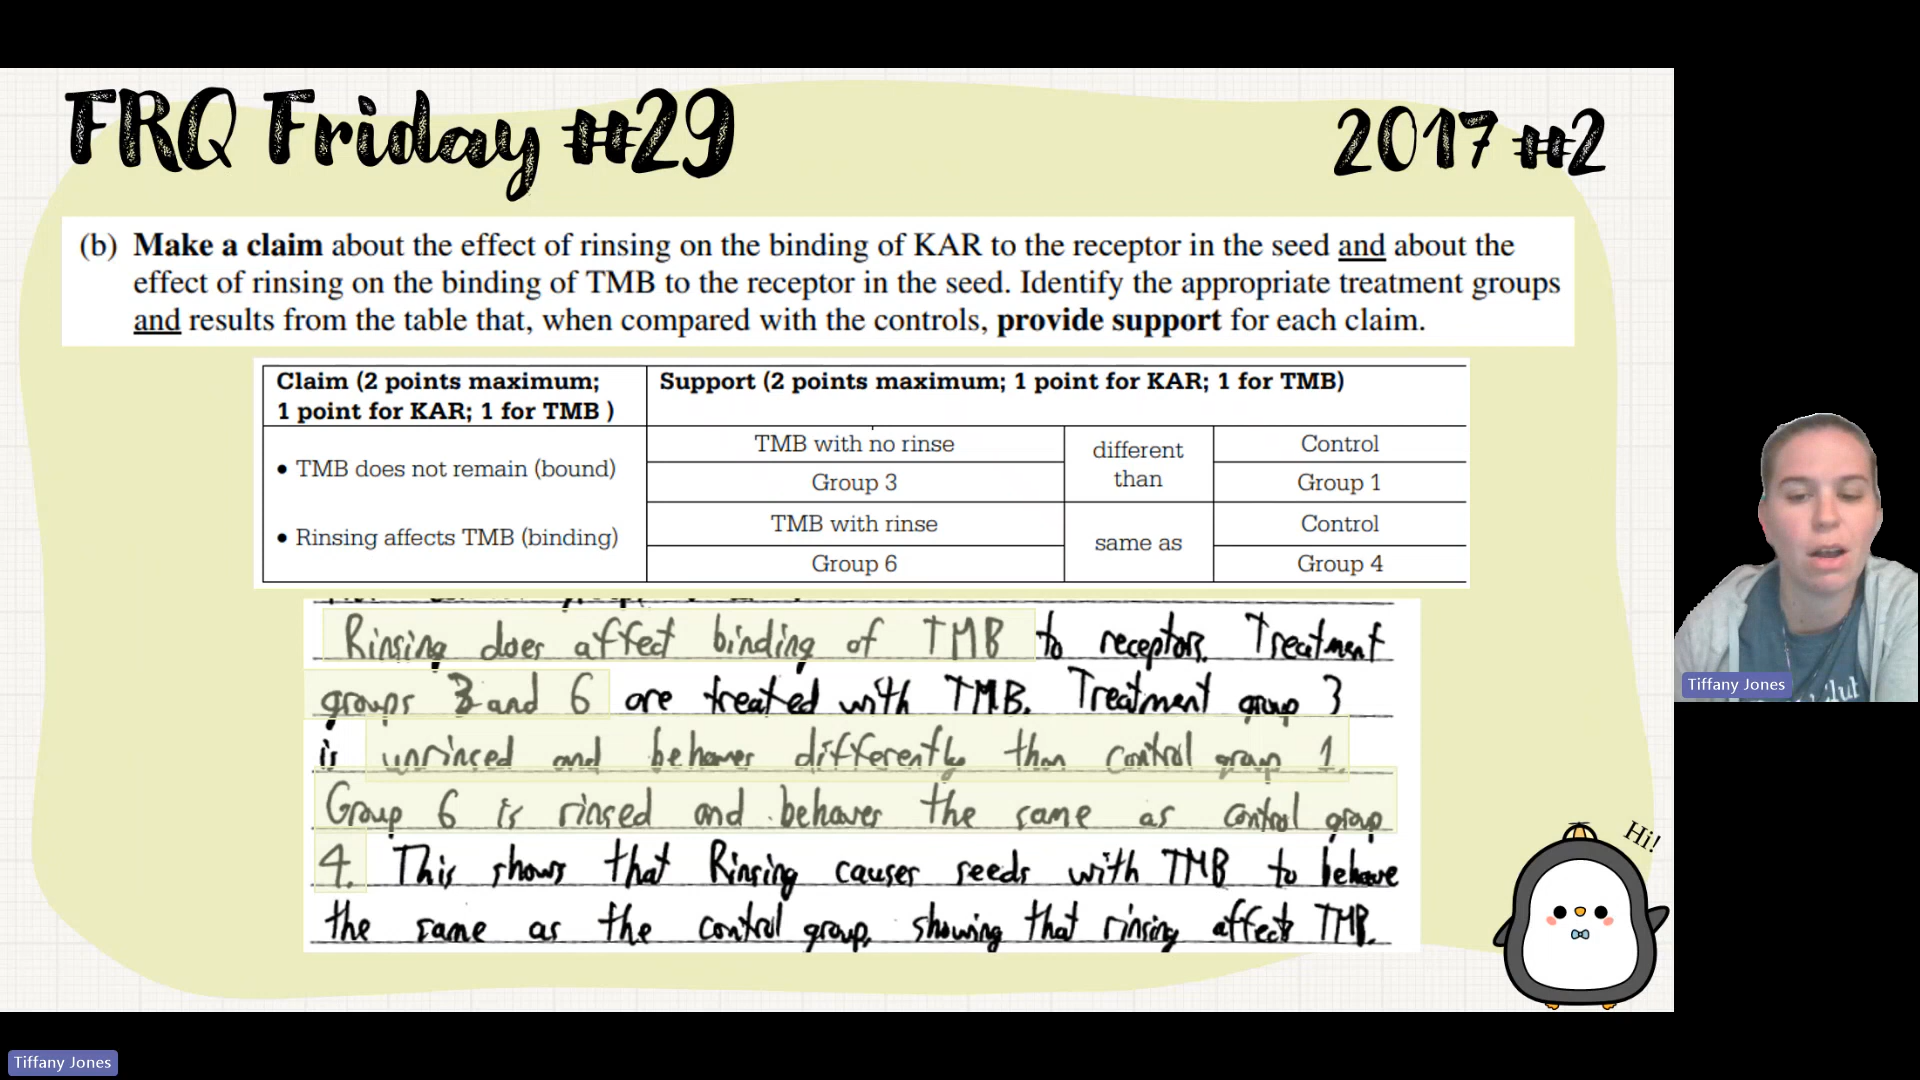 FRQ Friday #29
2017 #2
(b) Make a claim about the effect of rinsing on the binding of KAR to the receptor in the seed and about the
effect of rinsing on the binding of TMB to the receptor in the seed. Identify the appropriate treatment groups
and results from the table that, when compared with the controls, provide support for each claim.
Claim (2 points maximum;
1 point for KAR; 1 for TMB )
Support (2 points maximum; 1 point for KAR; 1 for TMB)
• TMB does not remain (bound)
• Rinsing affects TMB (binding)
TMB with no rinse
Group 3
different
than
Control
Group 1
TMB with rinse
Group 6
same as
Control
Group 4
Rinsing does affect binding of TMB to receptors. Treatment
groups 3 and 6 are treated with TMB. Treatment group 3
is unrinsed and behaves differently than control group 1.
Group 6 is rinsed and behaves the same as control group
4. This shows that Rinsing causes seeds with TMB to behave
the same as the control group, showing that rinsing affects TMB.
Hi!
Tiffany Jones
Tiffany Jones